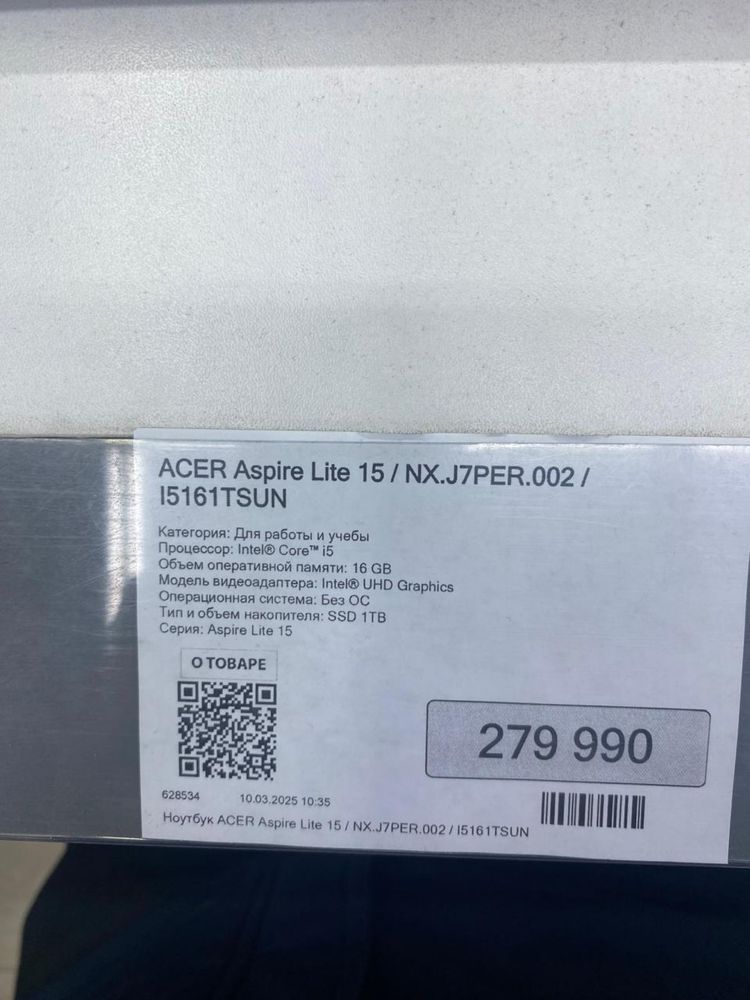 ACER Aspire Lite 15 / NX.J7PER.002 /
I5161TSUN
Категория: Для работы и учебы
Процессор: Intel® Core™ i5
Объем оперативной памяти: 16 GB
Модель видеоадаптера: Intel® UHD Graphics
Операционная система: Без ОС
Тип и объем накопителя: SSD 1TB
Серия: Aspire Lite 15
О ТОВАРЕ
279 990
628534 10.03.2025 10:35
Ноутбук ACER Aspire Lite 15 / NX.J7PER.002 / I5161TSUN